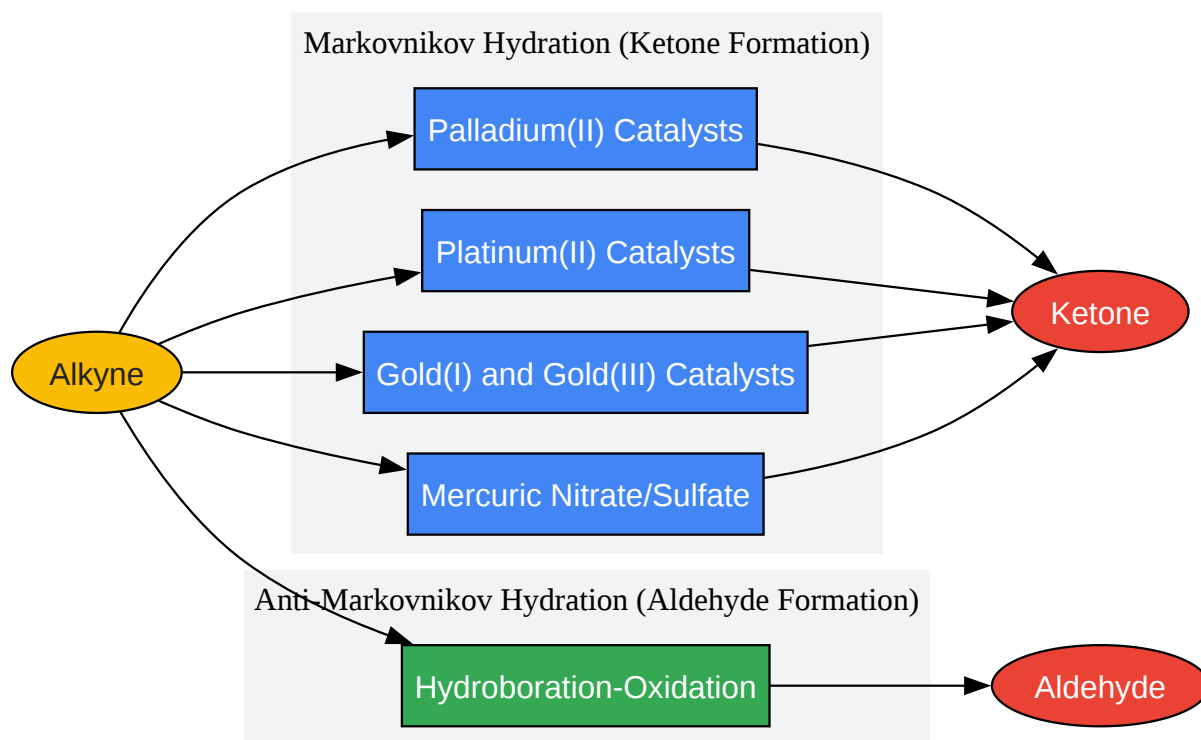 Markovnikov Hydration (Ketone Formation)
Palladium(II) Catalysts
Platinum(II) Catalysts
Ketone
Alkyne
Gold(I) and Gold(III) Catalysts
Mercuric Nitrate/Sulfate
Anti-Markovnikov Hydration (Aldehyde Formation)
Hydroboration-Oxidation
Aldehyde